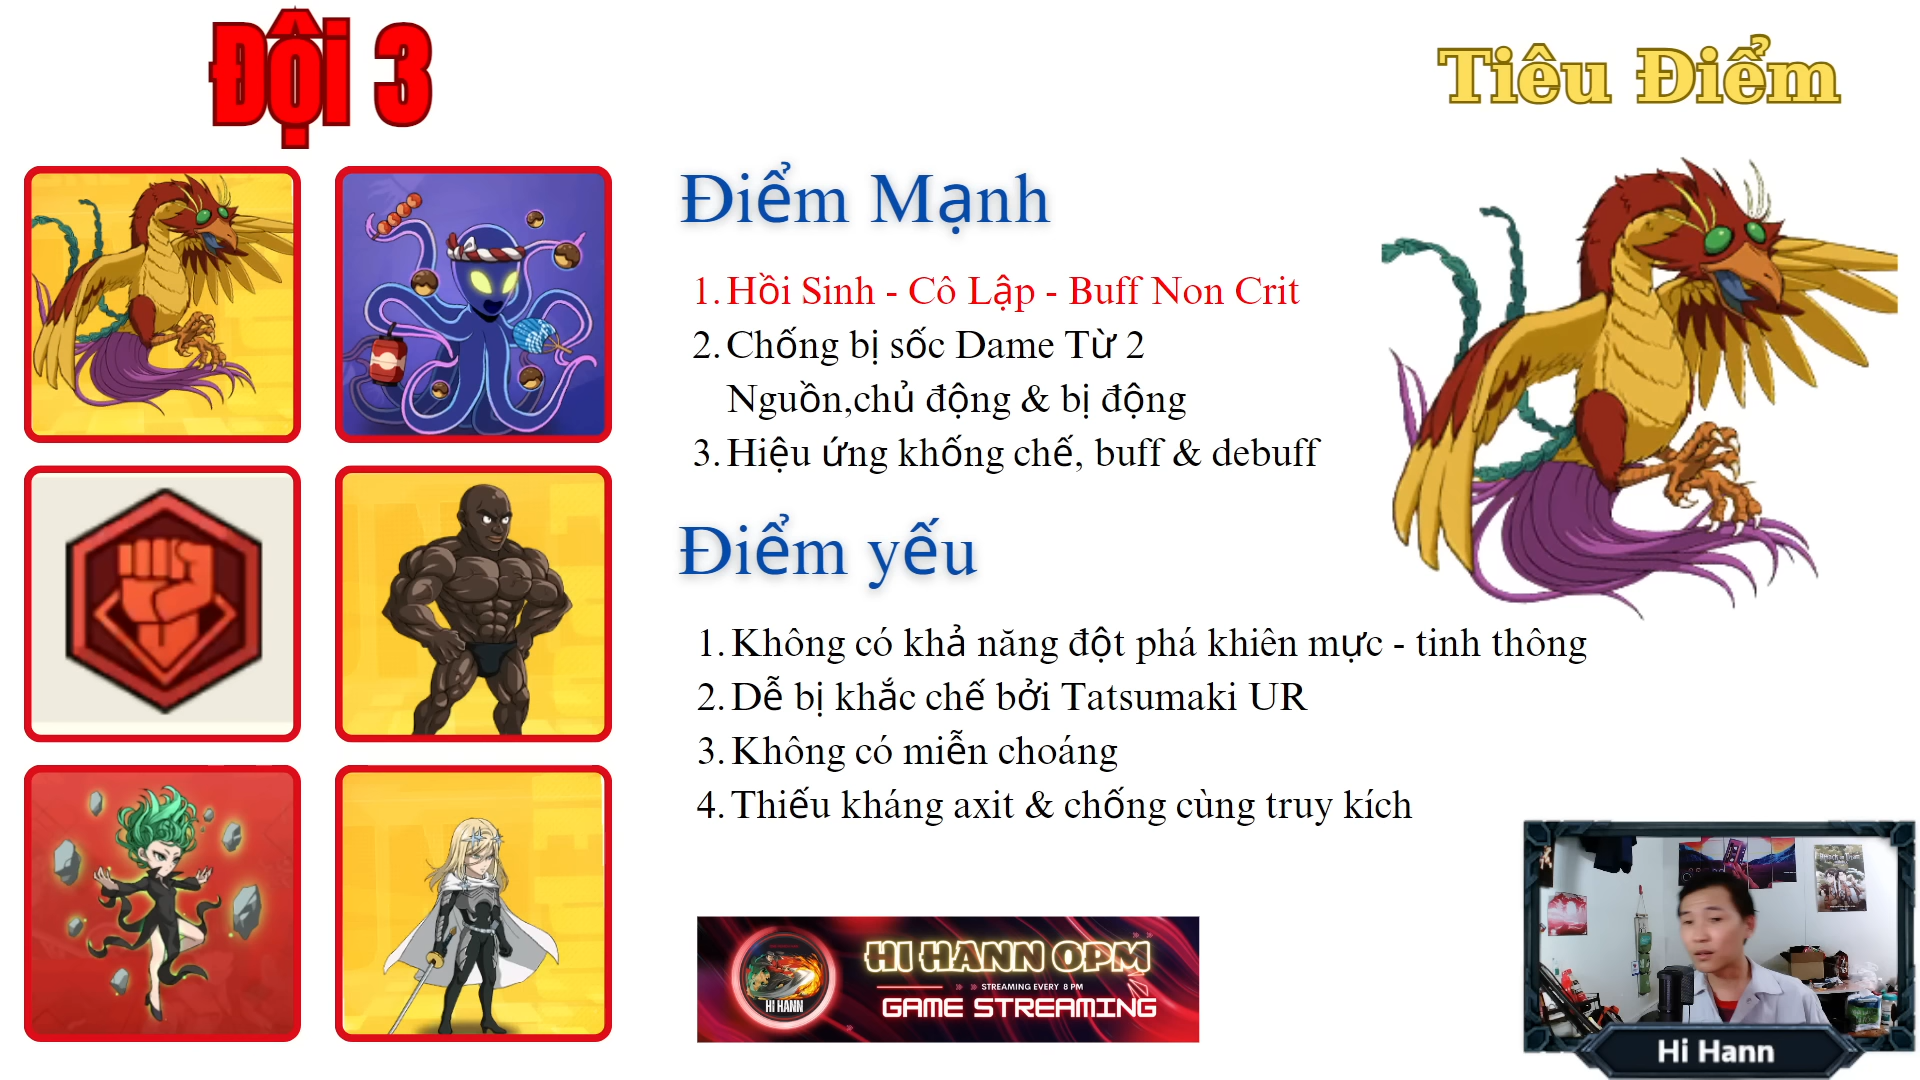 Đội 3
Tiêu Điểm
Điểm Mạnh
1. Hồi Sinh - Cô Lập - Buff Non Crit
2. Chống bị sốc Dame Từ 2
Nguồn,chủ động & bị động
3. Hiệu ứng khống chế, buff & debuff
Điểm yếu
1. Không có khả năng đột phá khiên mực - tinh thông
2. Dễ bị khắc chế bởi Tatsumaki UR
3. Không có miễn choáng
4. Thiếu kháng axit & chống cùng truy kích
HI HANN OPM
STREAMING EVERY 8 PM
GAME STREAMING
HI HANN
Hi Hann